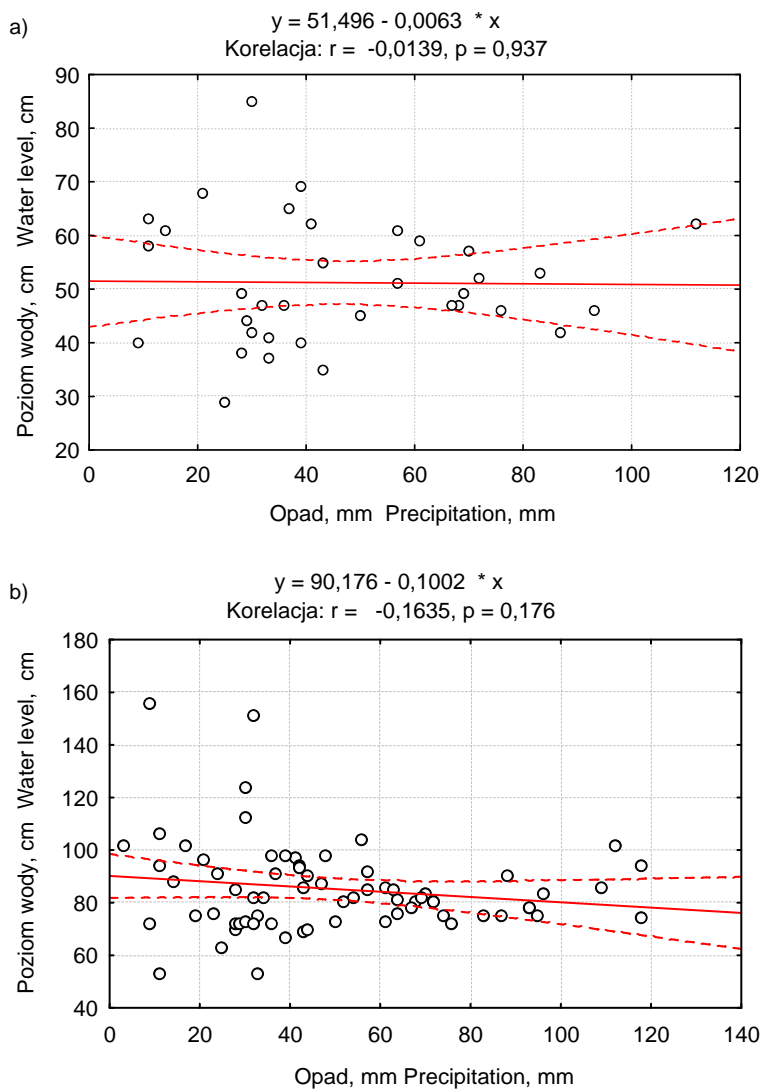 a)
y = 51,496 - 0,0063 * x
Korelacja: r = -0,0139, p = 0,937
90
80
70
60
50
40
30
20
Poziom wody, cm Water level, cm
0 20 40 60 80 100 120
Opad, mm Precipitation, mm
b)
y = 90,176 - 0,1002 * x
Korelacja: r = -0,1635, p = 0,176
180
160
140
120
100
80
60
40
Poziom wody, cm Water level, cm
0 20 40 60 80 100 120 140
Opad, mm Precipitation, mm